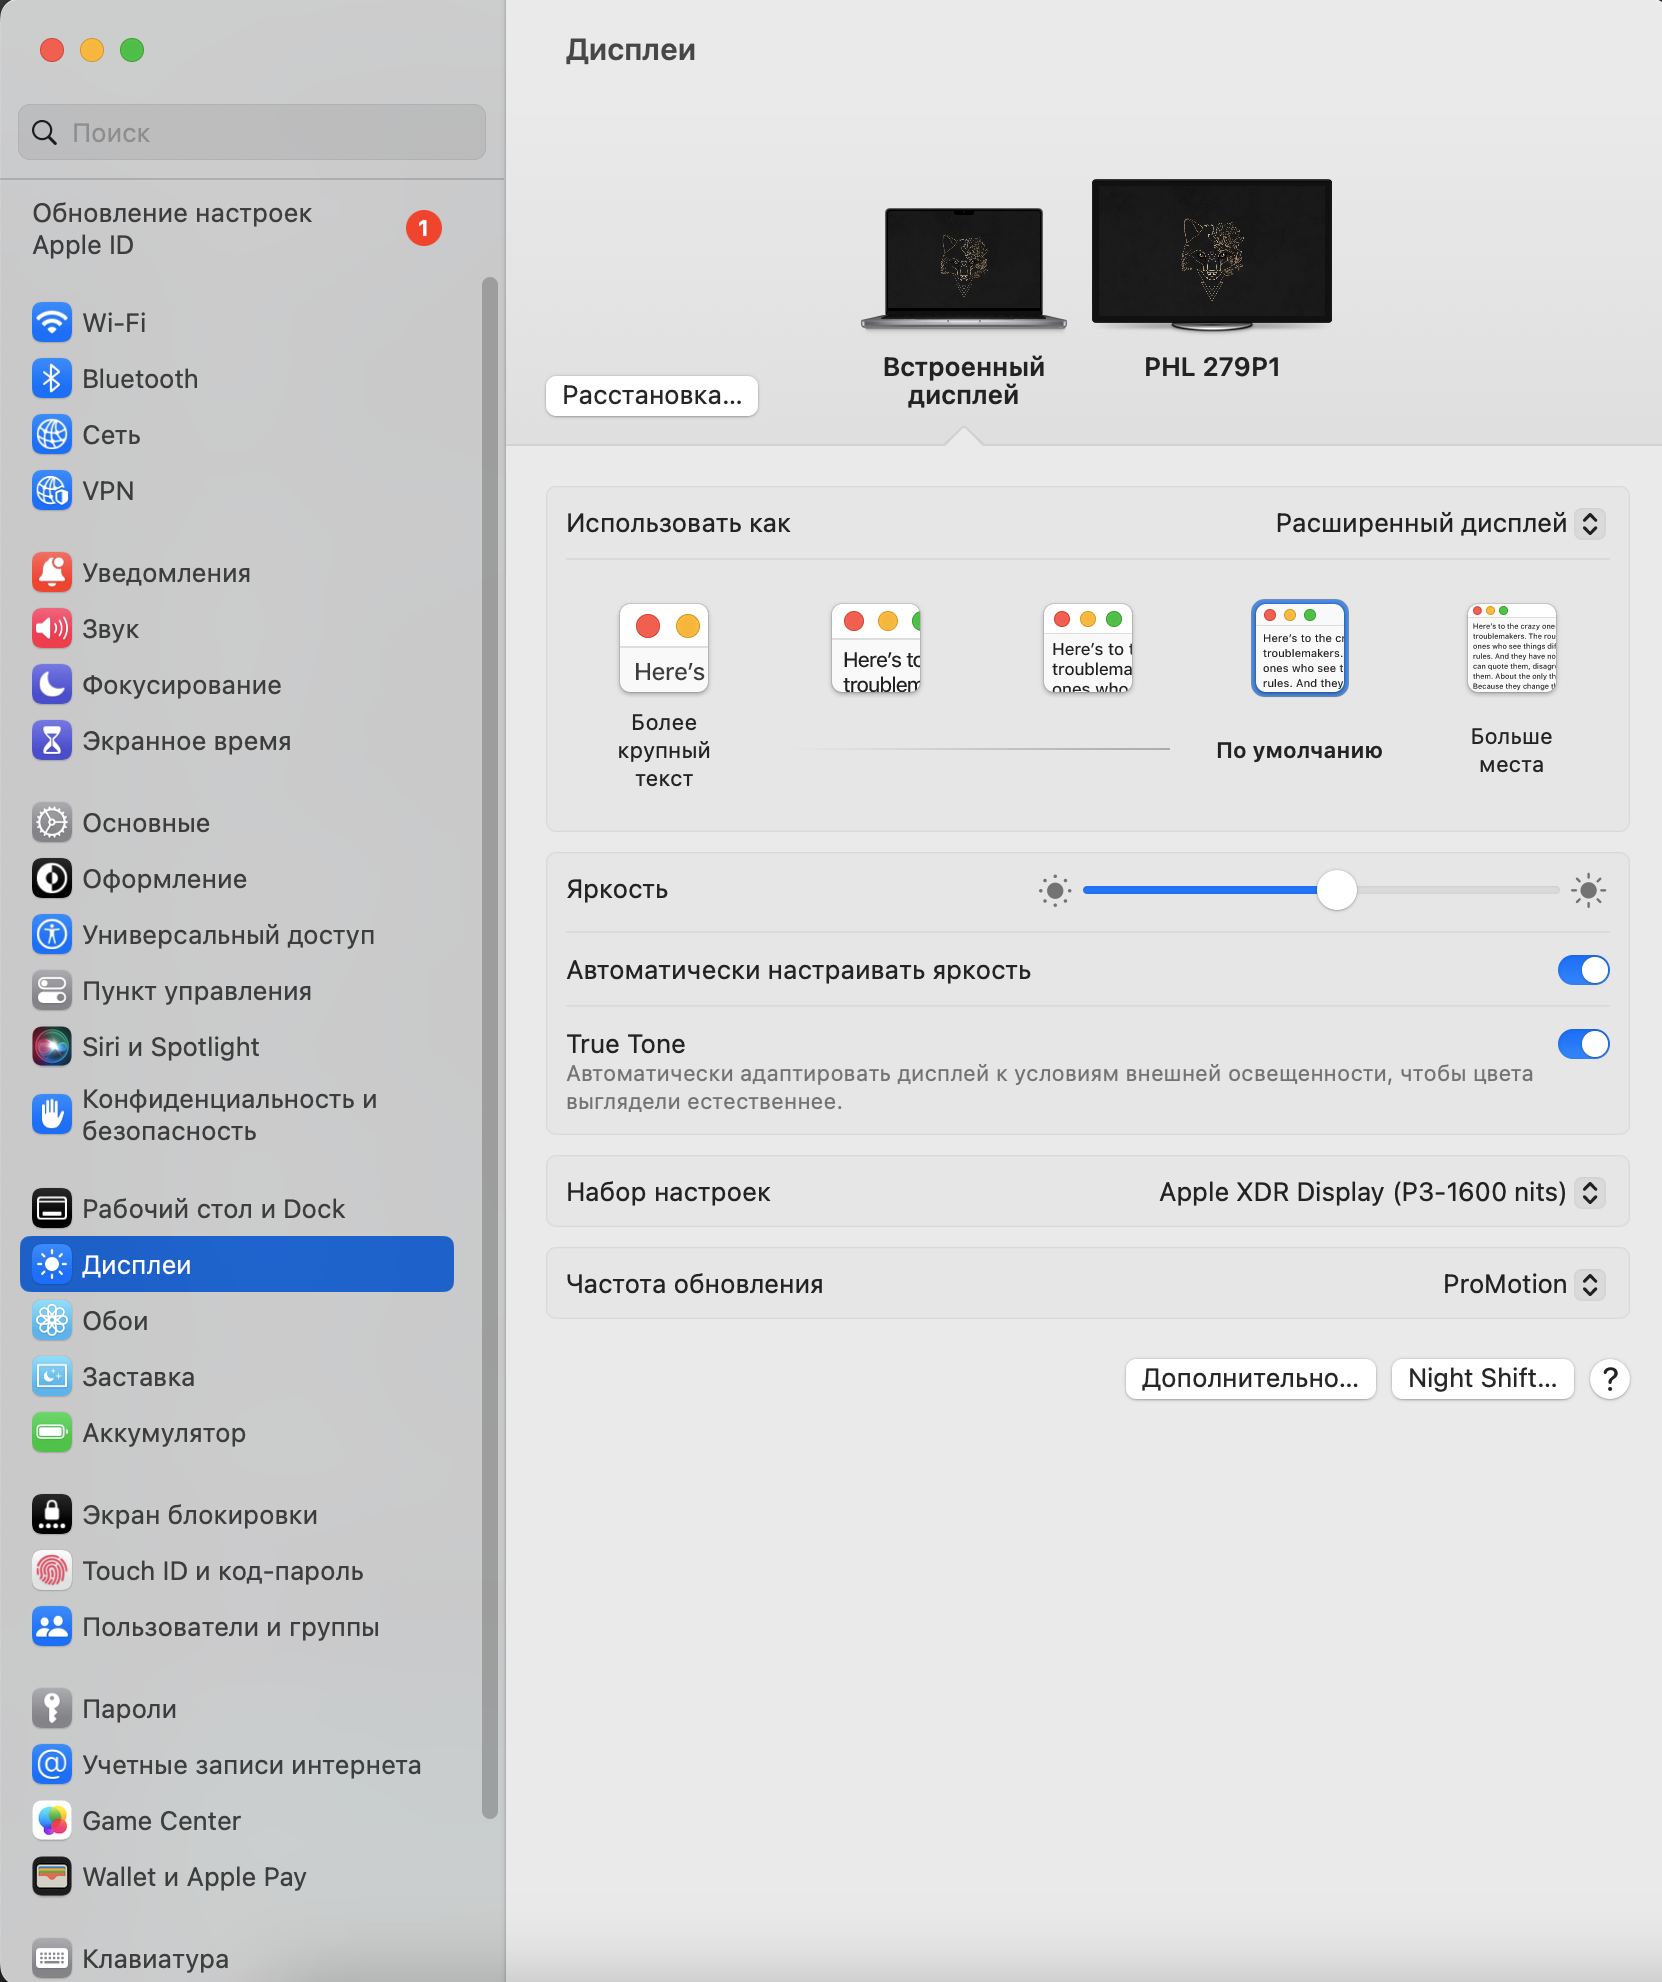 Дисплеи
Поиск
Обновление настроек
Apple ID
1
Wi-Fi
Bluetooth
Сеть
VPN
Уведомления
Звук
Фокусирование
Экранное время
Основные
Оформление
Универсальный доступ
Пункт управления
Siri и Spotlight
Конфиденциальность и
безопасность
Рабочий стол и Dock
Дисплеи
Обои
Заставка
Аккумулятор
Экран блокировки
Touch ID и код-пароль
Пользователи и группы
Пароли
Учетные записи интернета
Game Center
Wallet и Apple Pay
Клавиатура
Расстановка...
Встроенный
дисплей
PHL 279P1
Использовать как
Расширенный дисплей
Here's
Here's to
troublem
Here's to t
troublema
ones who
Here's to the cr
troublemakers.
ones who see t
rules. And they
Here's to the crazy one
troublemakers. The rou
ones who see things dif
rules. And they have no
can quote them, disagr
them. About the only th
Because they change th
Более
крупный
текст
По умолчанию
Больше
места
Яркость
Автоматически настраивать яркость
True Tone
Автоматически адаптировать дисплей к условиям внешней освещенности, чтобы цвета
выглядели естественнее.
Набор настроек
Apple XDR Display (P3-1600 nits)
Частота обновления
ProMotion
Дополнительно...
Night Shift...
?